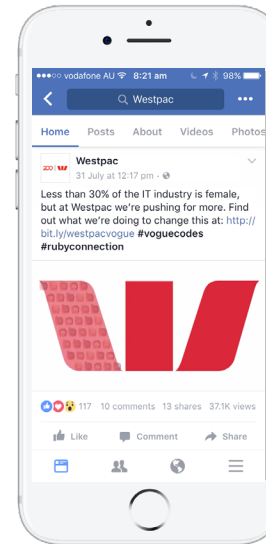 vodafone AU 8:21 am 98%
Westpac
Home Posts About Videos Photos
Westpac
31 July at 12:17 pm ·
Less than 30% of the IT industry is female,
but at Westpac we're pushing for more. Find
out what we're doing to change this at: http://
bit.ly/westpacvogue #voguecodes
#rubyconnection
117 10 comments 13 shares 37.1K views
Like Comment Share